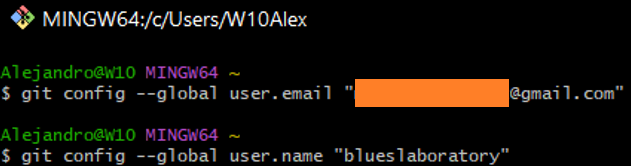 MINGW64:/c/Users/W10Alex
Alejandro@W10 MINGW64 ~
$ git config --global user.email "@gmail.com"
Alejandro@W10 MINGW64 ~
$ git config --global user.name "blueslaboratory"